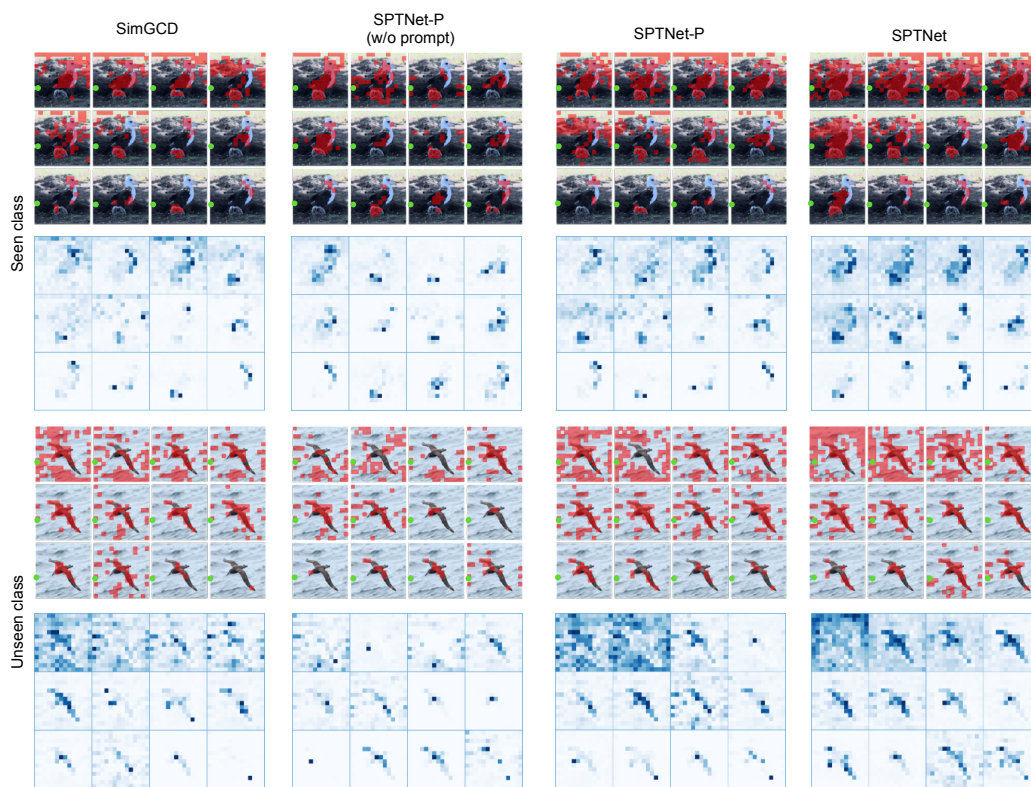 SimGCD
SPTNet-P
(w/o prompt)
SPTNet-P
SPTNet
Seen class
Unseen class